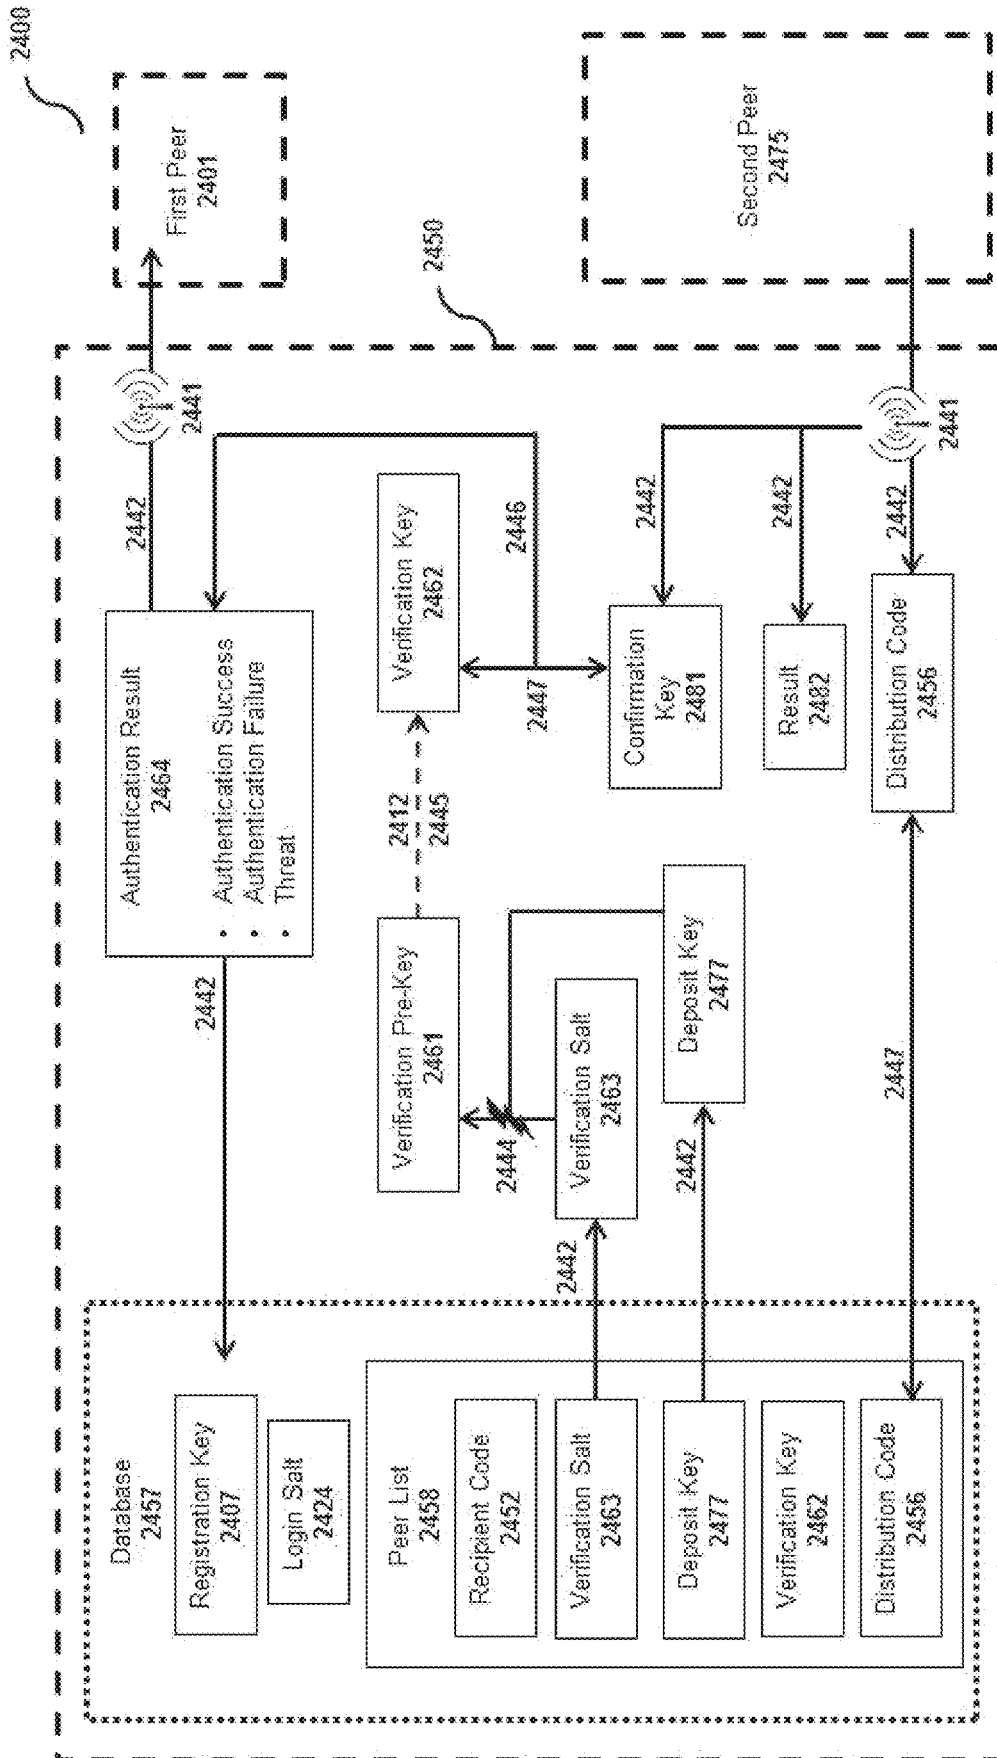 2400
First Peer
2401
Second Peer
2475
2450
2441
2442
2441
2442
2442
2442
Authentication Result
2464
• Authentication Success
• Authentication Failure
• Threat
Verification Key
2462
2446
2447
Confirmation
Key
2481
Result
2482
Distribution Code
2456
2412
2445
2442
Verification Pre-Key
2461
2444
Verification Salt
2463
Deposit Key
2477
2442
2442
2447
Database
2457
Registration Key
2407
Login Salt
2424
Peer List
2458
Recipient Code
2452
Verification Salt
2463
Deposit Key
2477
Verification Key
2462
Distribution Code
2456